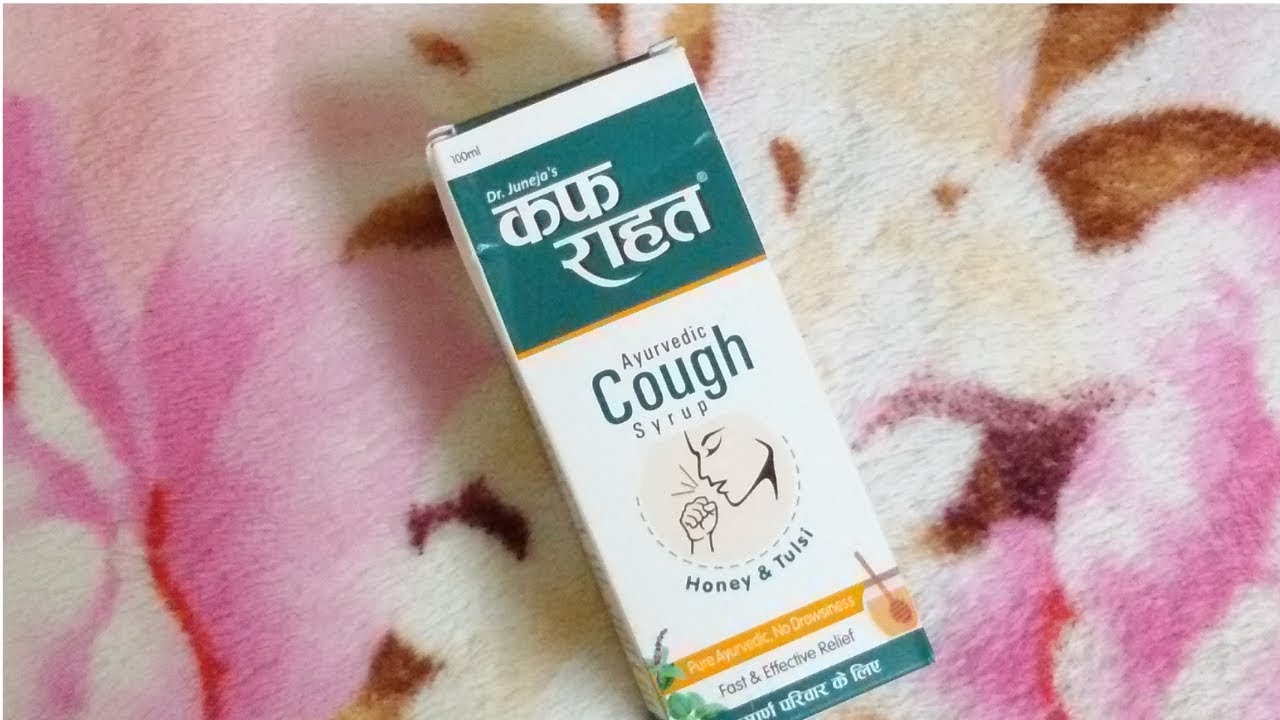 100ml
Dr. Juneja's
कफ
राहत®
Ayurvedic
Cough
Syrup
Honey & Tulsi
Pure Ayurvedic, No Drowsiness
Fast & Effective Relief
परिवार के लिए